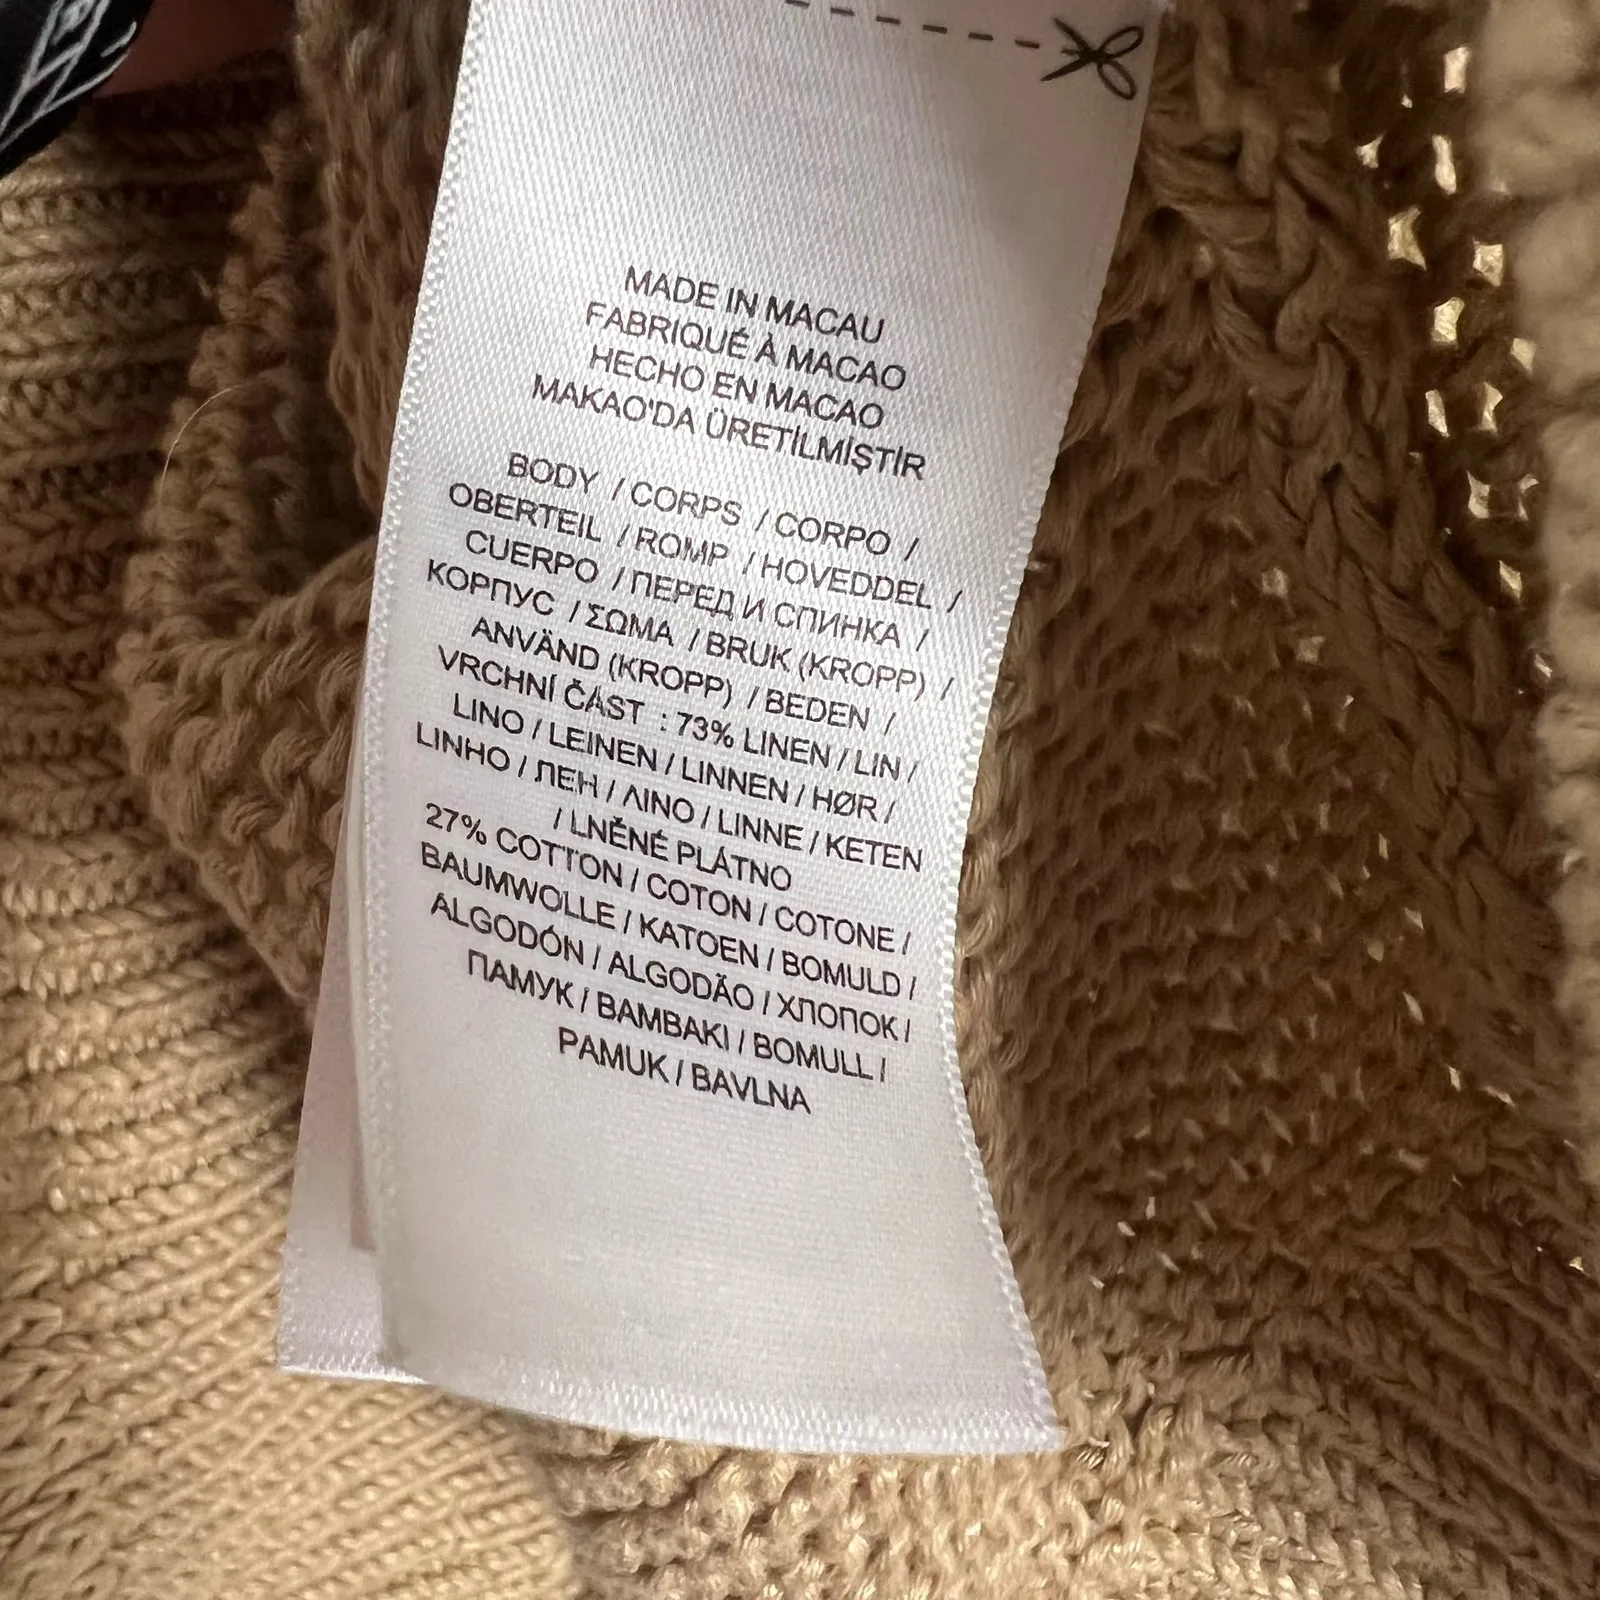 MADE IN MACAU
FABRIQUÉ À MACAO
HECHO EN MACAO
MAKAO'DA ÜRETİLMİŞTİR
BODY / CORPS / CORPO /
OBERTEIL / ROMP / HOVEDDEL /
CUERPO / ПЕРЕД И СПИНКА /
КОРПУС / ΣΩΜΑ / BRUK (KROPP) /
ANVÄND (KROPP) / BEDEN /
VRCHNÍ ČÁST : 73% LINEN / LIN /
LINO / LEINEN / LINNEN / HØR /
LINHO / ЛЕН / ΛΙΝΟ / LINNE / KETEN
/ LNĚNÉ PLÁTNO
27% COTTON / COTON / COTONE /
BAUMWOLLE / KATOEN / BOMULD /
ALGODÓN / ALGODÃO / ХЛОПОК /
ПАМУК / ΒΑΜΒΑΚΙ / BOMULL /
PAMUK / BAVLNA